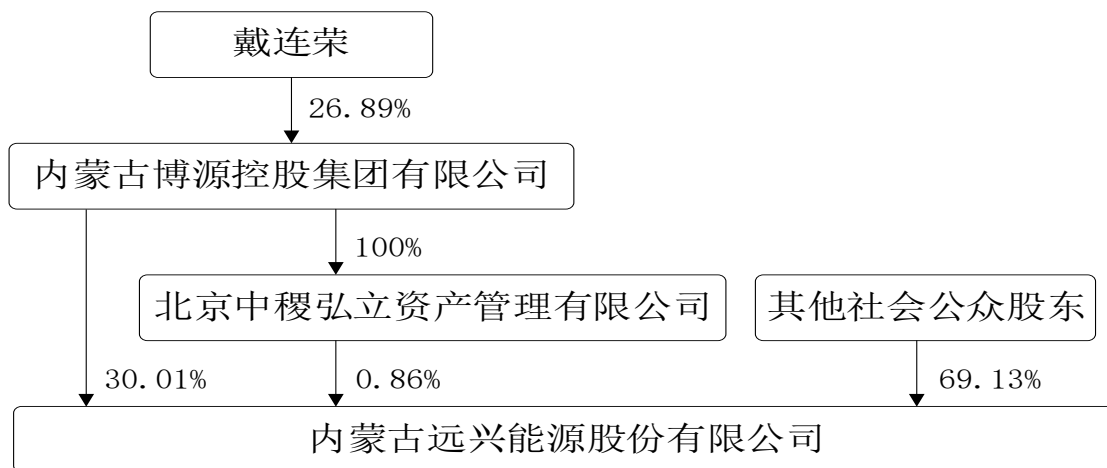 戴连荣
26.89%
内蒙古博源控股集团有限公司
100%
北京中稷弘立资产管理有限公司
其他社会公众股东
30.01%
0.86%
69.13%
内蒙古远兴能源股份有限公司